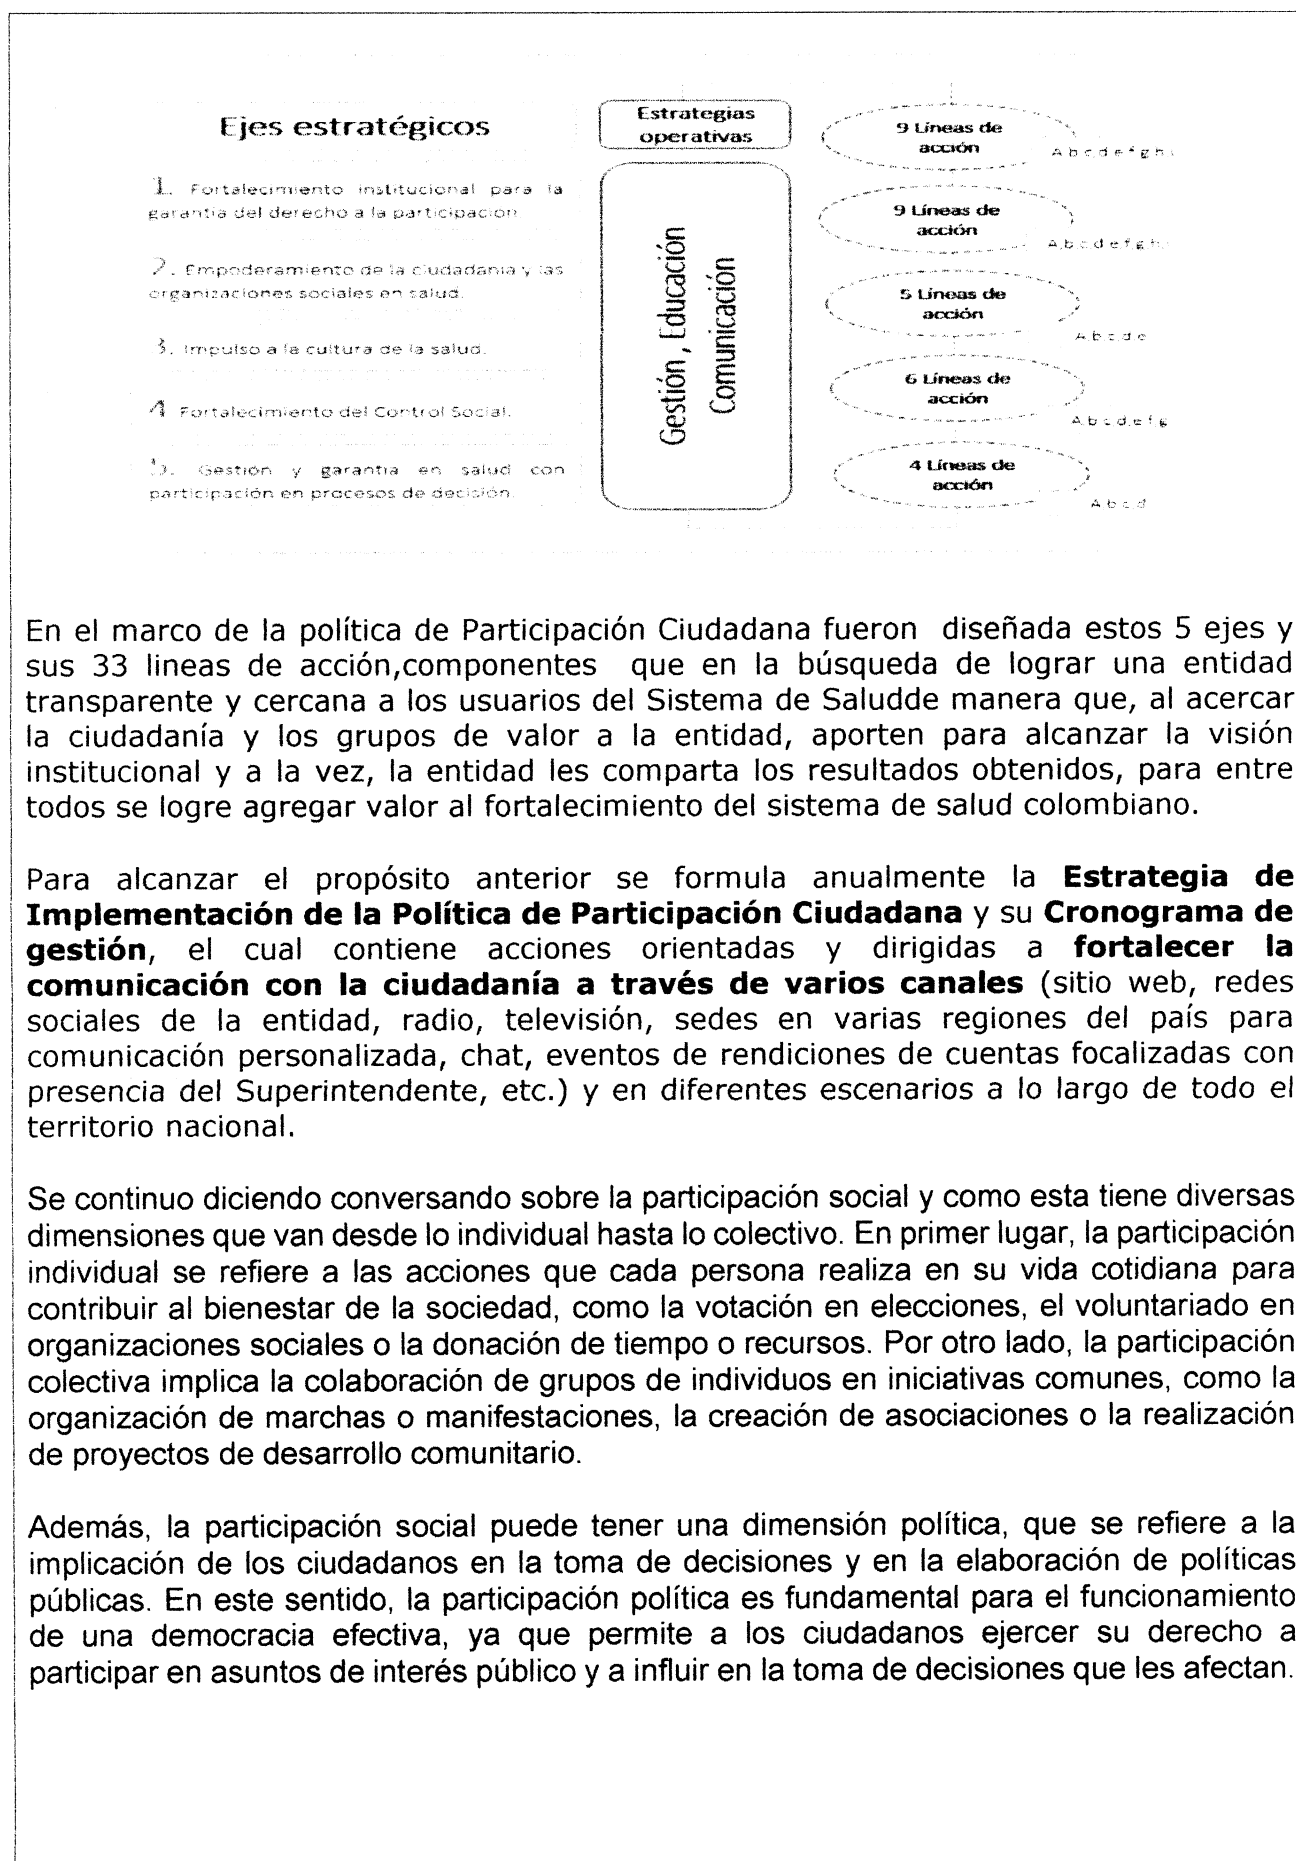 Ejes estratégicos
1. Fortalecimiento institucional para la
garantía del derecho a la participación
2. Empoderamiento de la ciudadanía y las
organizaciones sociales en salud.
3. Impulso a la cultura de la salud.
4 Fortalecimiento del Control Social.
5. Gestión y garantía en salud con
participación en procesos de decisión.
Estrategias
operativas
Gestión , Educación
Comunicación
9 Líneas de
acción
A b c d e f g h i
9 Líneas de
acción
A b c d e f g h i
5 Líneas de
acción
A b c d e
6 Líneas de
acción
A b c d e f g
4 Líneas de
acción
A b c d
En el marco de la política de Participación Ciudadana fueron diseñada estos 5 ejes y
sus 33 lineas de acción,componentes que en la búsqueda de lograr una entidad
transparente y cercana a los usuarios del Sistema de Saludde manera que, al acercar
la ciudadanía y los grupos de valor a la entidad, aporten para alcanzar la visión
institucional y a la vez, la entidad les comparta los resultados obtenidos, para entre
todos se logre agregar valor al fortalecimiento del sistema de salud colombiano.
Para alcanzar el propósito anterior se formula anualmente la Estrategia de
Implementación de la Política de Participación Ciudadana y su Cronograma de
gestión, el cual contiene acciones orientadas y dirigidas a fortalecer la
comunicación con la ciudadanía a través de varios canales (sitio web, redes
sociales de la entidad, radio, televisión, sedes en varias regiones del país para
comunicación personalizada, chat, eventos de rendiciones de cuentas focalizadas con
presencia del Superintendente, etc.) y en diferentes escenarios a lo largo de todo el
territorio nacional.
Se continuo diciendo conversando sobre la participación social y como esta tiene diversas
dimensiones que van desde lo individual hasta lo colectivo. En primer lugar, la participación
individual se refiere a las acciones que cada persona realiza en su vida cotidiana para
contribuir al bienestar de la sociedad, como la votación en elecciones, el voluntariado en
organizaciones sociales o la donación de tiempo o recursos. Por otro lado, la participación
colectiva implica la colaboración de grupos de individuos en iniciativas comunes, como la
organización de marchas o manifestaciones, la creación de asociaciones o la realización
de proyectos de desarrollo comunitario.
Además, la participación social puede tener una dimensión política, que se refiere a la
implicación de los ciudadanos en la toma de decisiones y en la elaboración de políticas
públicas. En este sentido, la participación política es fundamental para el funcionamiento
de una democracia efectiva, ya que permite a los ciudadanos ejercer su derecho a
participar en asuntos de interés público y a influir en la toma de decisiones que les afectan.